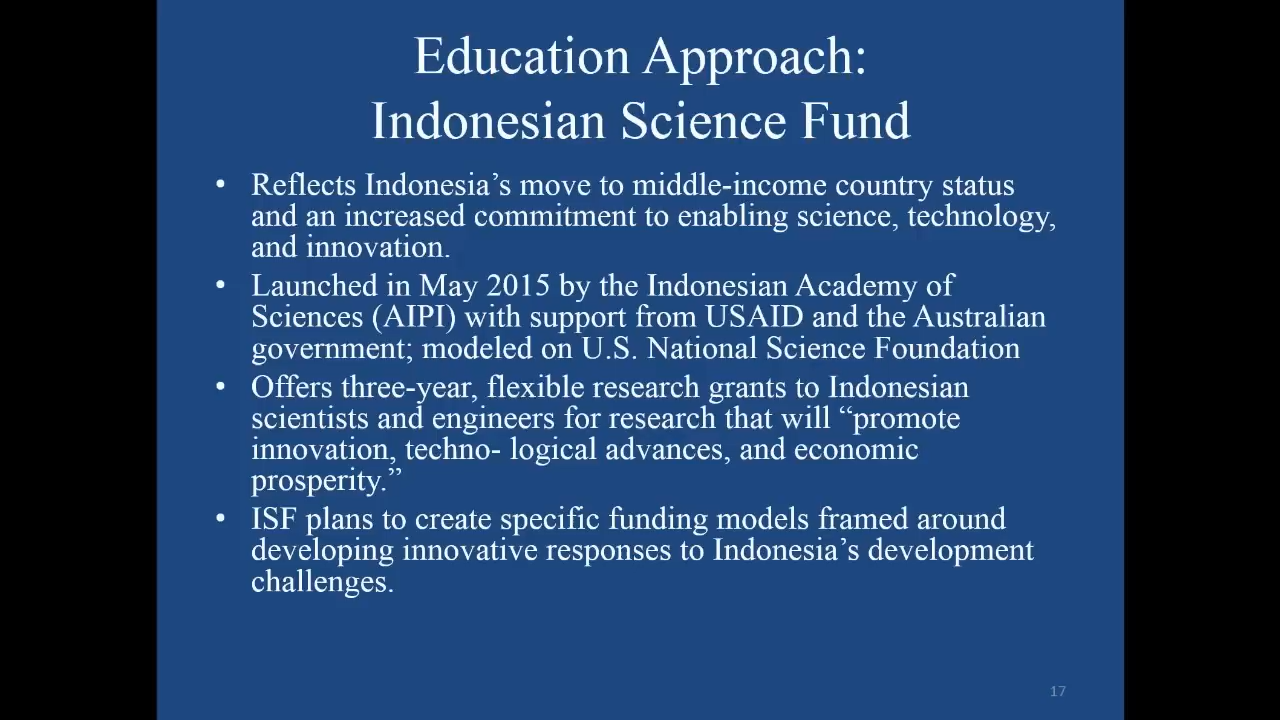 Education Approach:
Indonesian Science Fund
• Reflects Indonesia’s move to middle-income country status
and an increased commitment to enabling science, technology,
and innovation.
• Launched in May 2015 by the Indonesian Academy of
Sciences (AIPI) with support from USAID and the Australian
government; modeled on U.S. National Science Foundation
• Offers three-year, flexible research grants to Indonesian
scientists and engineers for research that will “promote
innovation, techno- logical advances, and economic
prosperity.”
• ISF plans to create specific funding models framed around
developing innovative responses to Indonesia’s development
challenges.
17